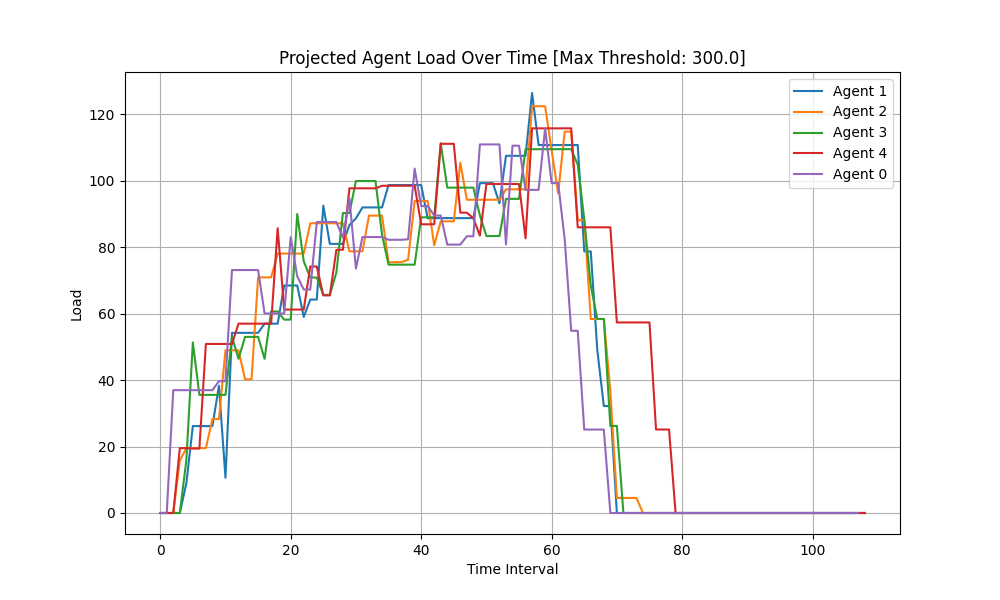 Projected Agent Load Over Time [Max Threshold: 300.0]
Agent 1
Agent 2
Agent 3
Agent 4
Agent 0
Load
120
100
80
60
40
20
0
0 20 40 60 80 100
Time Interval